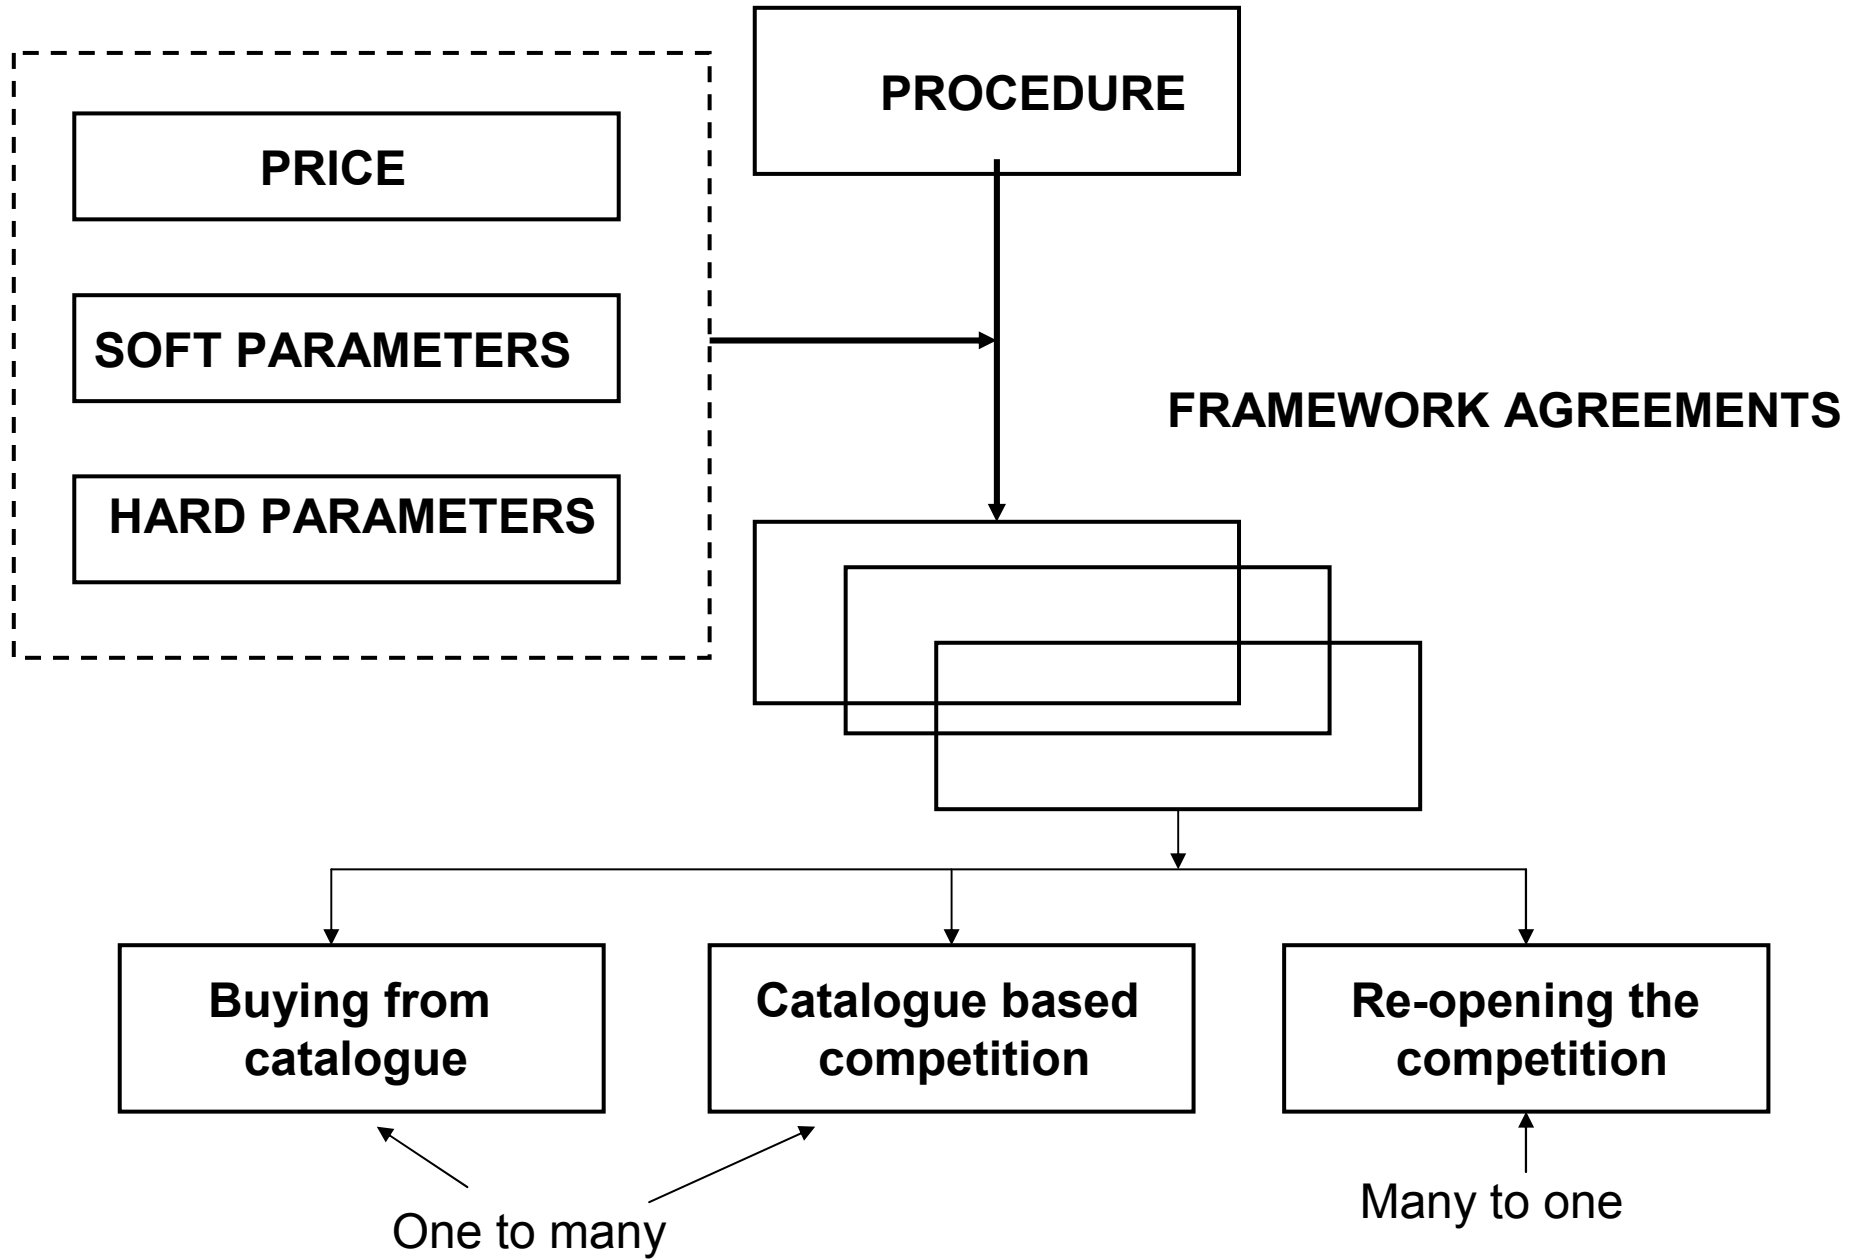 PROCEDURE
PRICE
SOFT PARAMETERS
HARD PARAMETERS
FRAMEWORK AGREEMENTS
Buying from
catalogue
Catalogue based
competition
Re-opening the
competition
One to many
Many to one